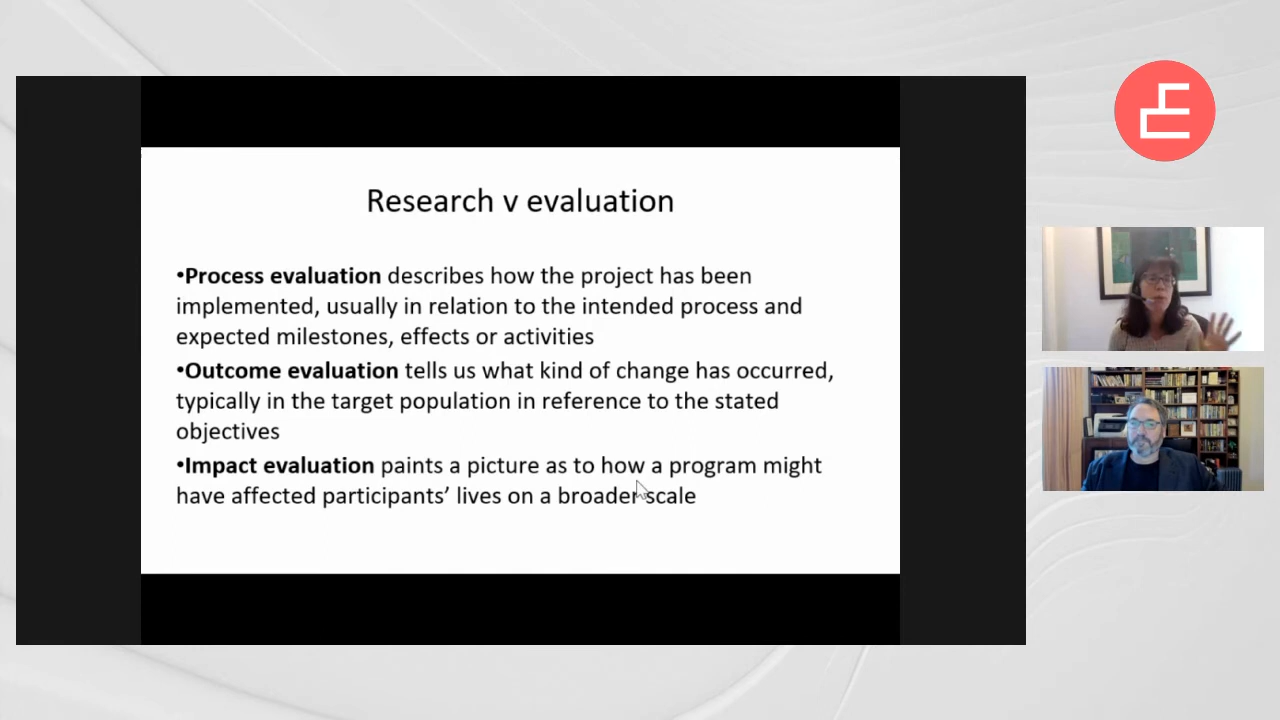 Research v evaluation
•Process evaluation describes how the project has been
implemented, usually in relation to the intended process and
expected milestones, effects or activities
•Outcome evaluation tells us what kind of change has occurred,
typically in the target population in reference to the stated
objectives
•Impact evaluation paints a picture as to how a program might
have affected participants’ lives on a broader scale